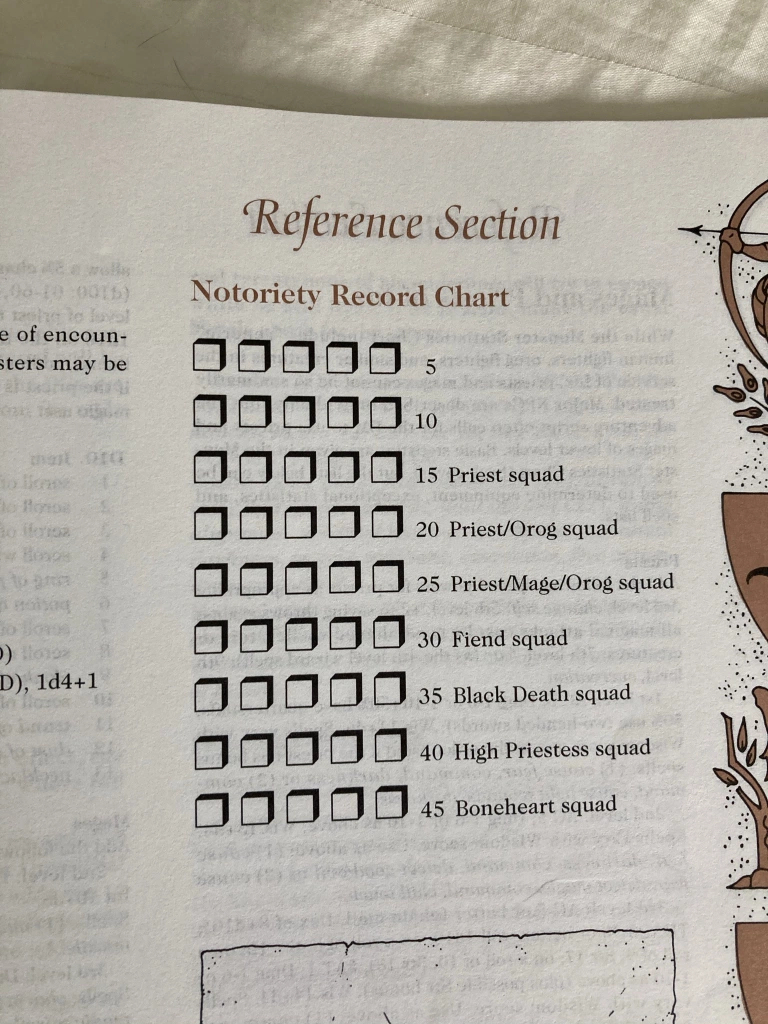 Reference Section
Notoriety Record Chart
e of encoun-
sters may be
)
D), 1d4+1
5
10
15 Priest squad
20 Priest/Orog squad
25 Priest/Mage/Orog squad
30 Fiend squad
35 Black Death squad
40 High Priestess squad
45 Boneheart squad